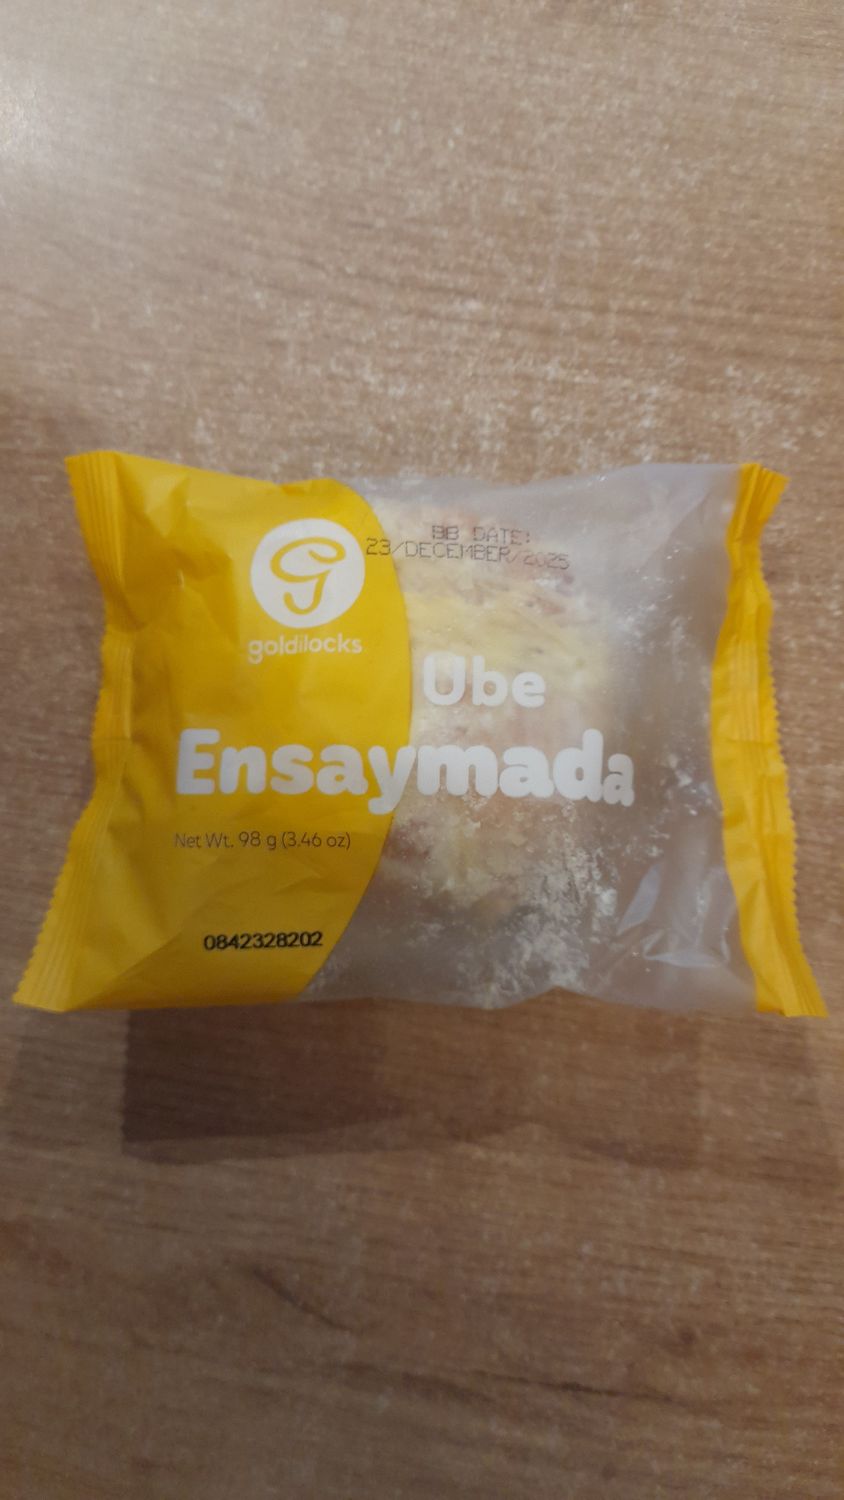 BB DATE:
23/DECEMBER/2025
goldilocks
Ube
Ensaymada
Net Wt. 98 g (3.46 oz)
0842328202